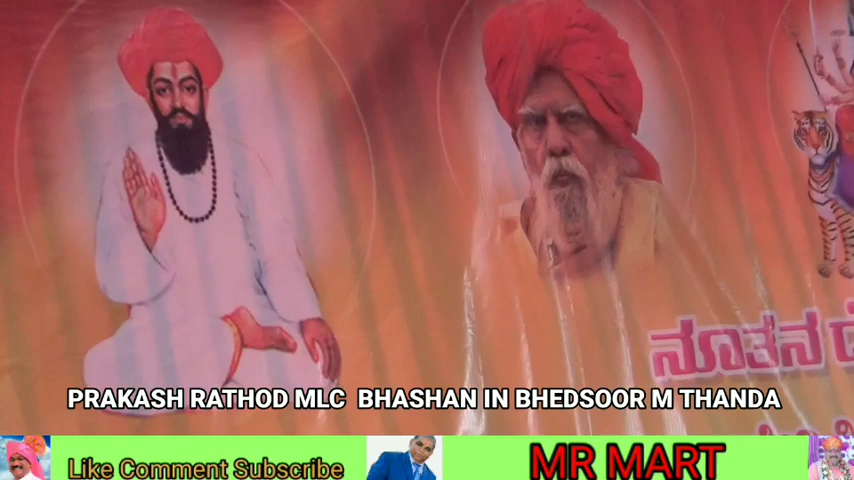 ನೂತನ ದೆ
PRAKASH RATHOD MLC BHASHAN IN BHEDSOOR M THANDA
Like Comment Subscribe
MR MART